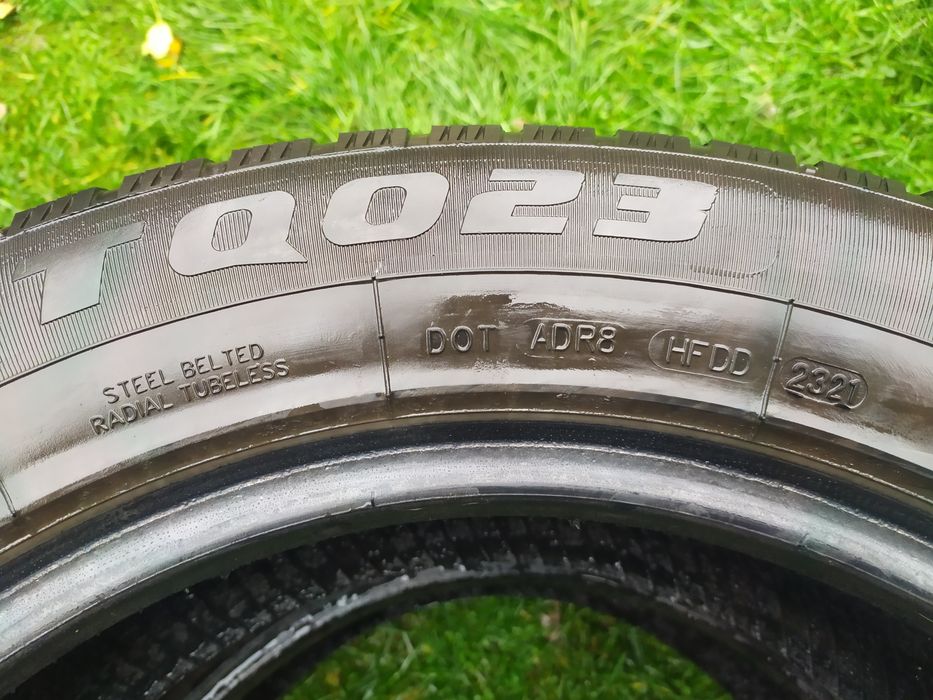 TQ023
STEEL BELTED
RADIAL TUBELESS
DOT ADR8 HFDD 2321